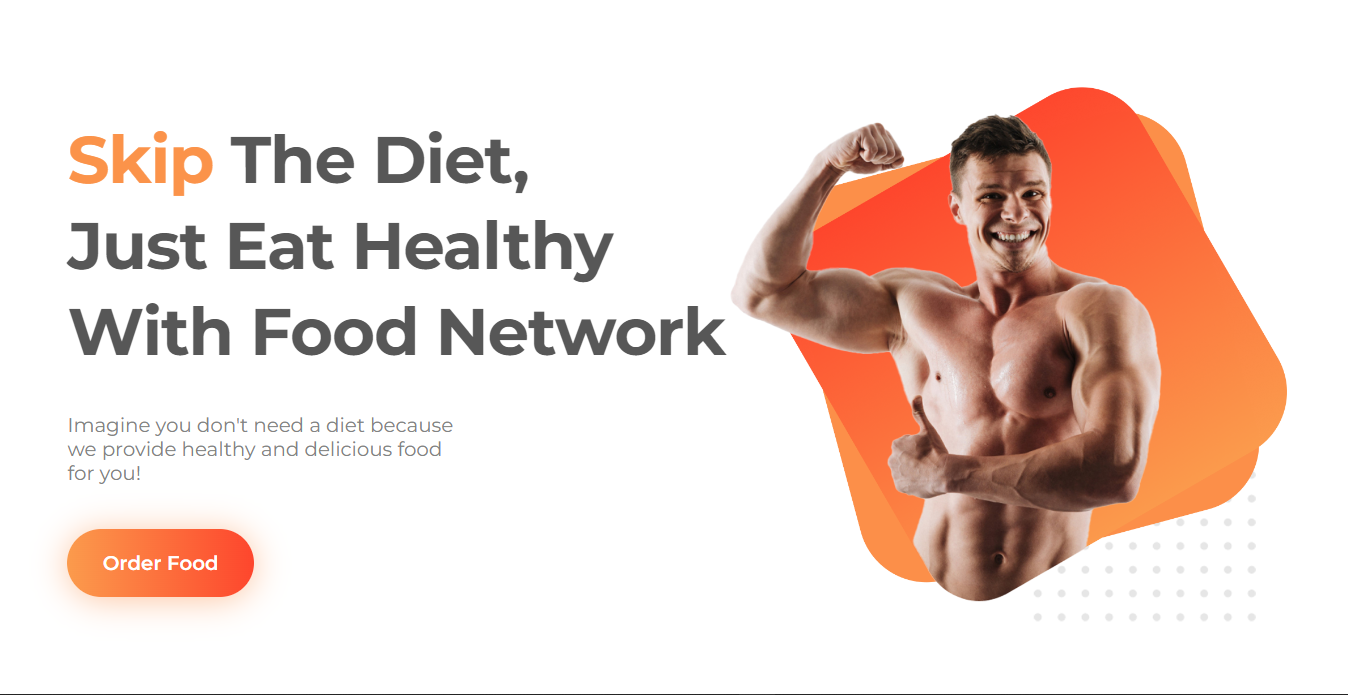 Skip The Diet,
Just Eat Healthy
With Food Network
Imagine you don't need a diet because
we provide healthy and delicious food
for you!
Order Food